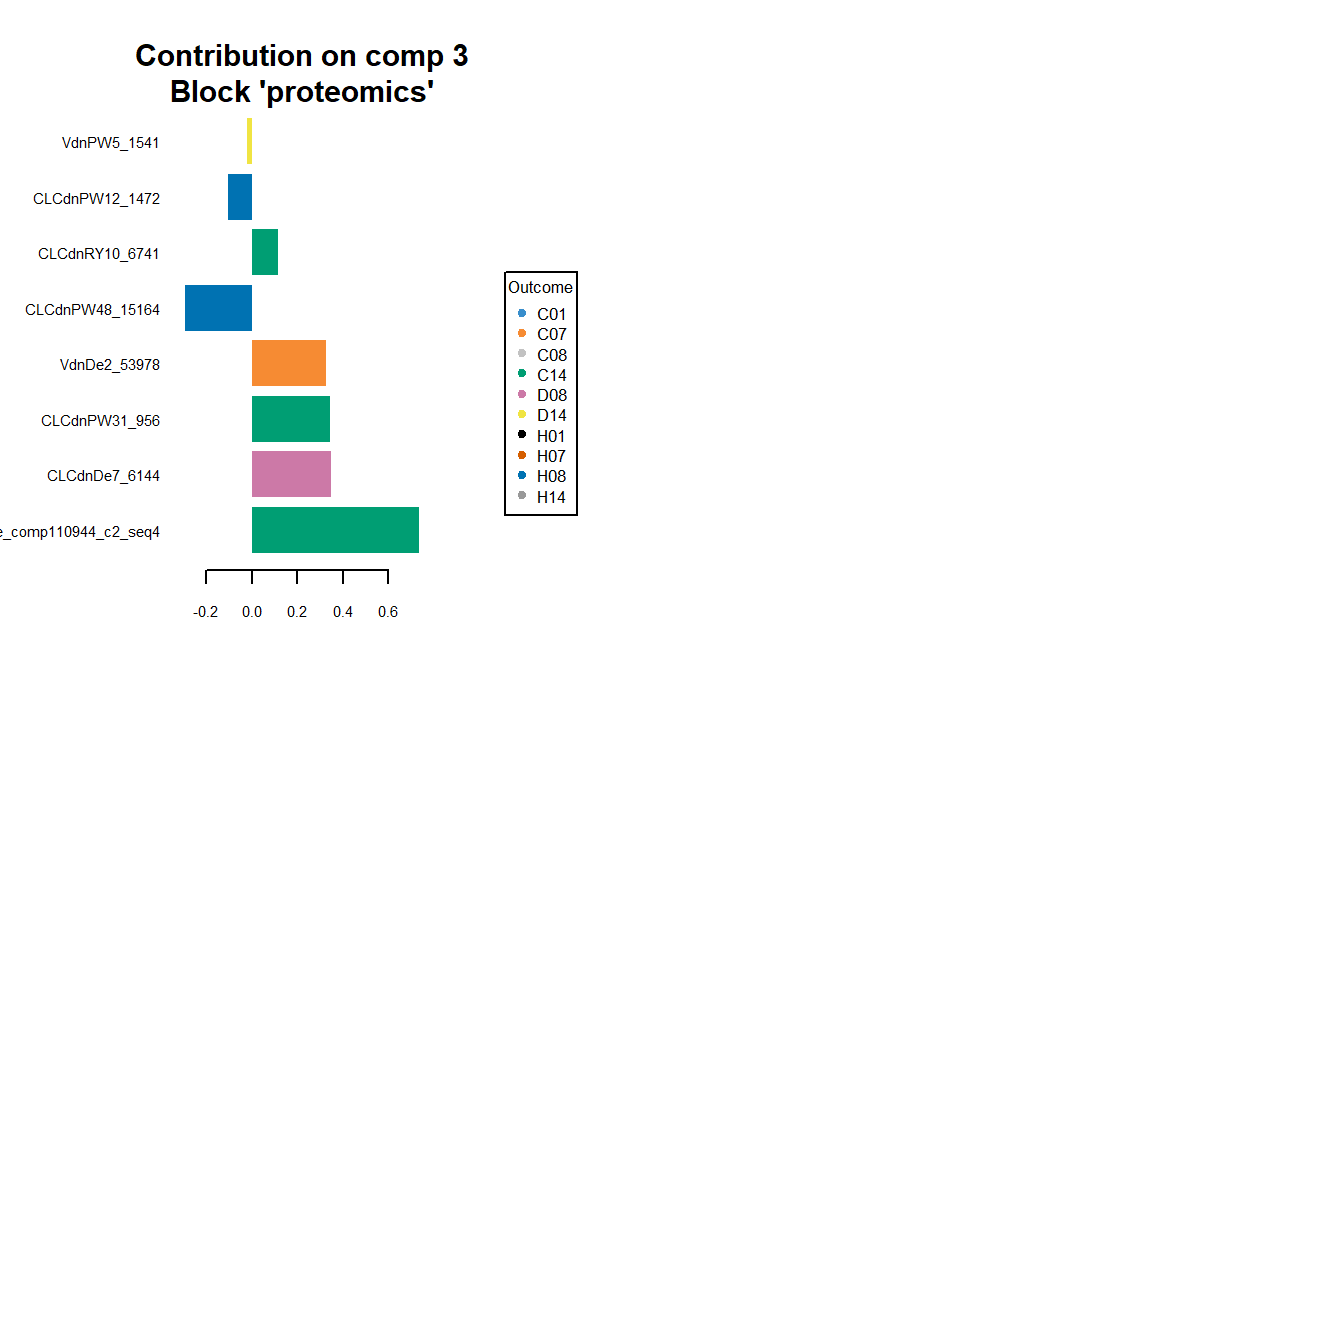 Contribution on comp 3
Block 'proteomics'
VdnPW5_1541
CLCdnPW12_1472
CLCdnRY10_6741
CLCdnPW48_15164
VdnDe2_53978
CLCdnPW31_956
CLCdnDe7_6144
e_comp110944_c2_seq4
-0.2 0.0 0.2 0.4 0.6
Outcome
C01
C07
C08
C14
D08
D14
H01
H07
H08
H14